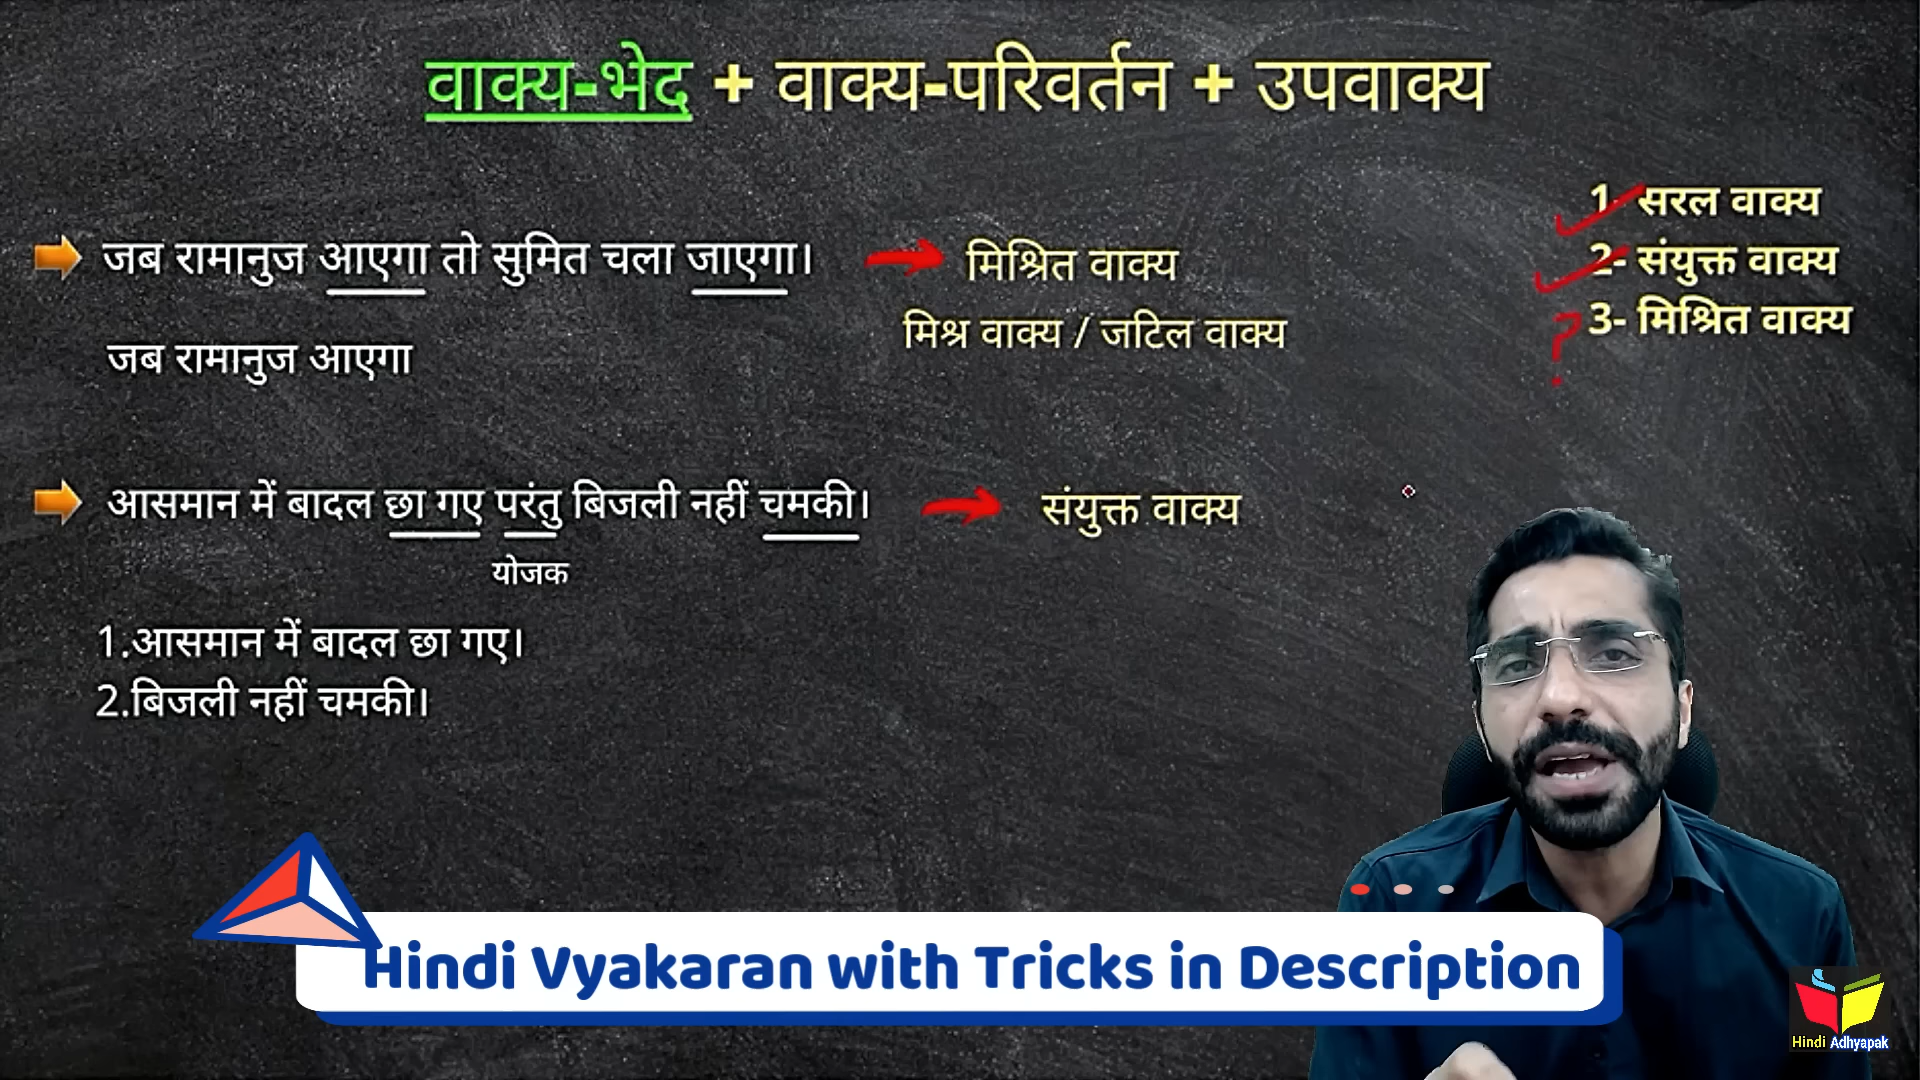 वाक्य-भेद + वाक्य-परिवर्तन + उपवाक्य
1- सरल वाक्य
2- संयुक्त वाक्य
3- मिश्रित वाक्य
?
जब रामानुज आएगा तो सुमित चला जाएगा।
मिश्रित वाक्य
मिश्र वाक्य / जटिल वाक्य
जब रामानुज आएगा
आसमान में बादल छा गए परंतु बिजली नहीं चमकी।
संयुक्त वाक्य
योजक
1.आसमान में बादल छा गए।
2.बिजली नहीं चमकी।
Hindi Vyakaran with Tricks in Description
Hindi Adhyapak